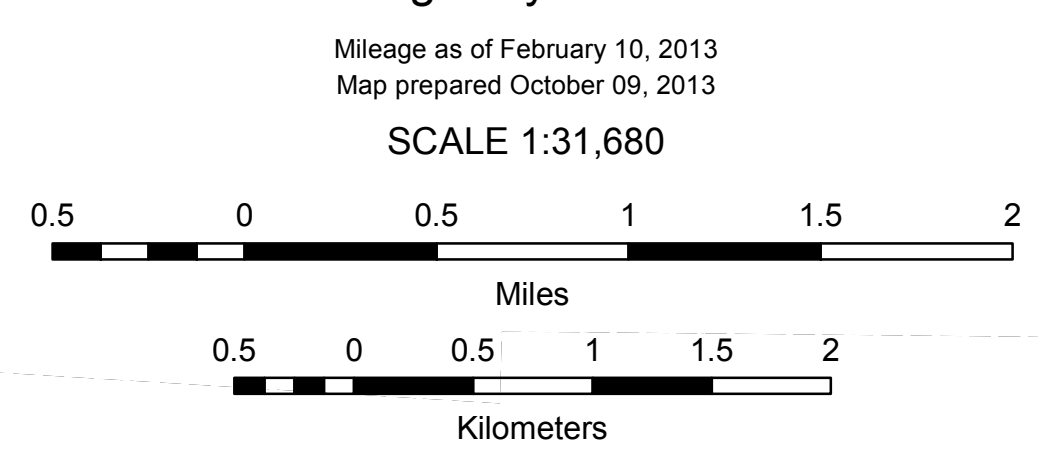 Mileage as of February 10, 2013
Map prepared October 09, 2013
SCALE 1:31,680
0.5 0 0.5 1 1.5 2
Miles
0.5 0 0.5 1 1.5 2
Kilometers